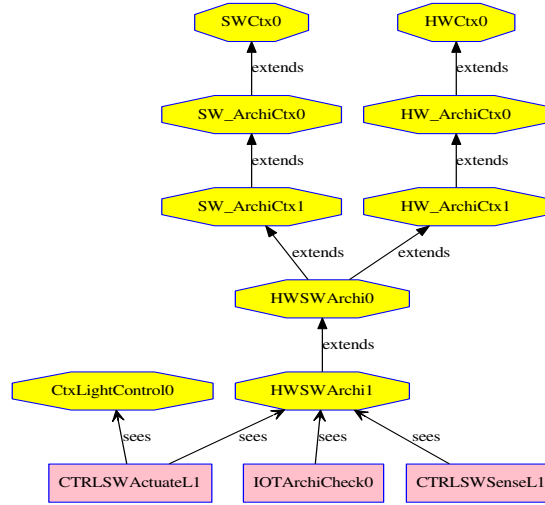 SWCtx0
HWCtx0
extends
extends
SW_ArchiCtx0
HW_ArchiCtx0
extends
extends
SW_ArchiCtx1
HW_ArchiCtx1
extends
extends
HWSWArchi0
extends
CtxLightControl0
HWSWArchi1
sees
sees
sees
sees
CTRLSWActuateL1
IOTArchiCheck0
CTRLSWSenseL1